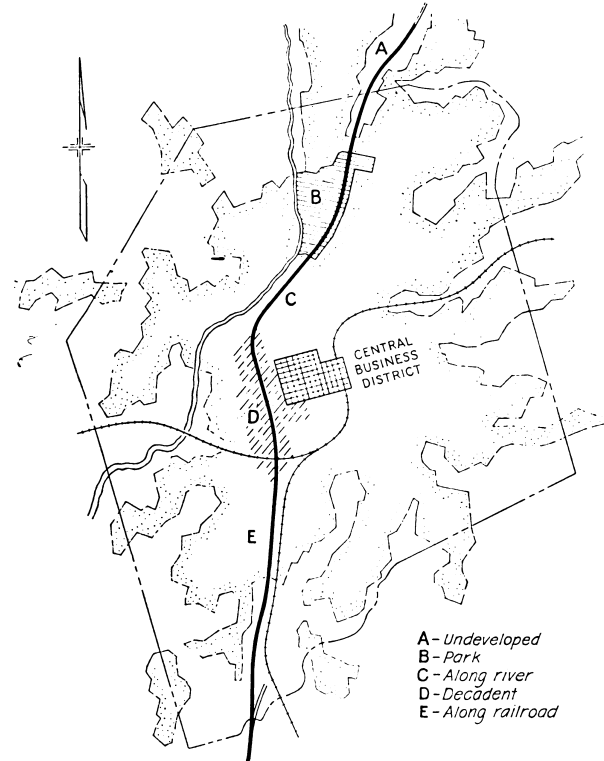 A
B
C
CENTRAL
BUSINESS
DISTRICT
D
E
A - Undeveloped
B - Park
C - Along river
D - Decadent
E - Along railroad